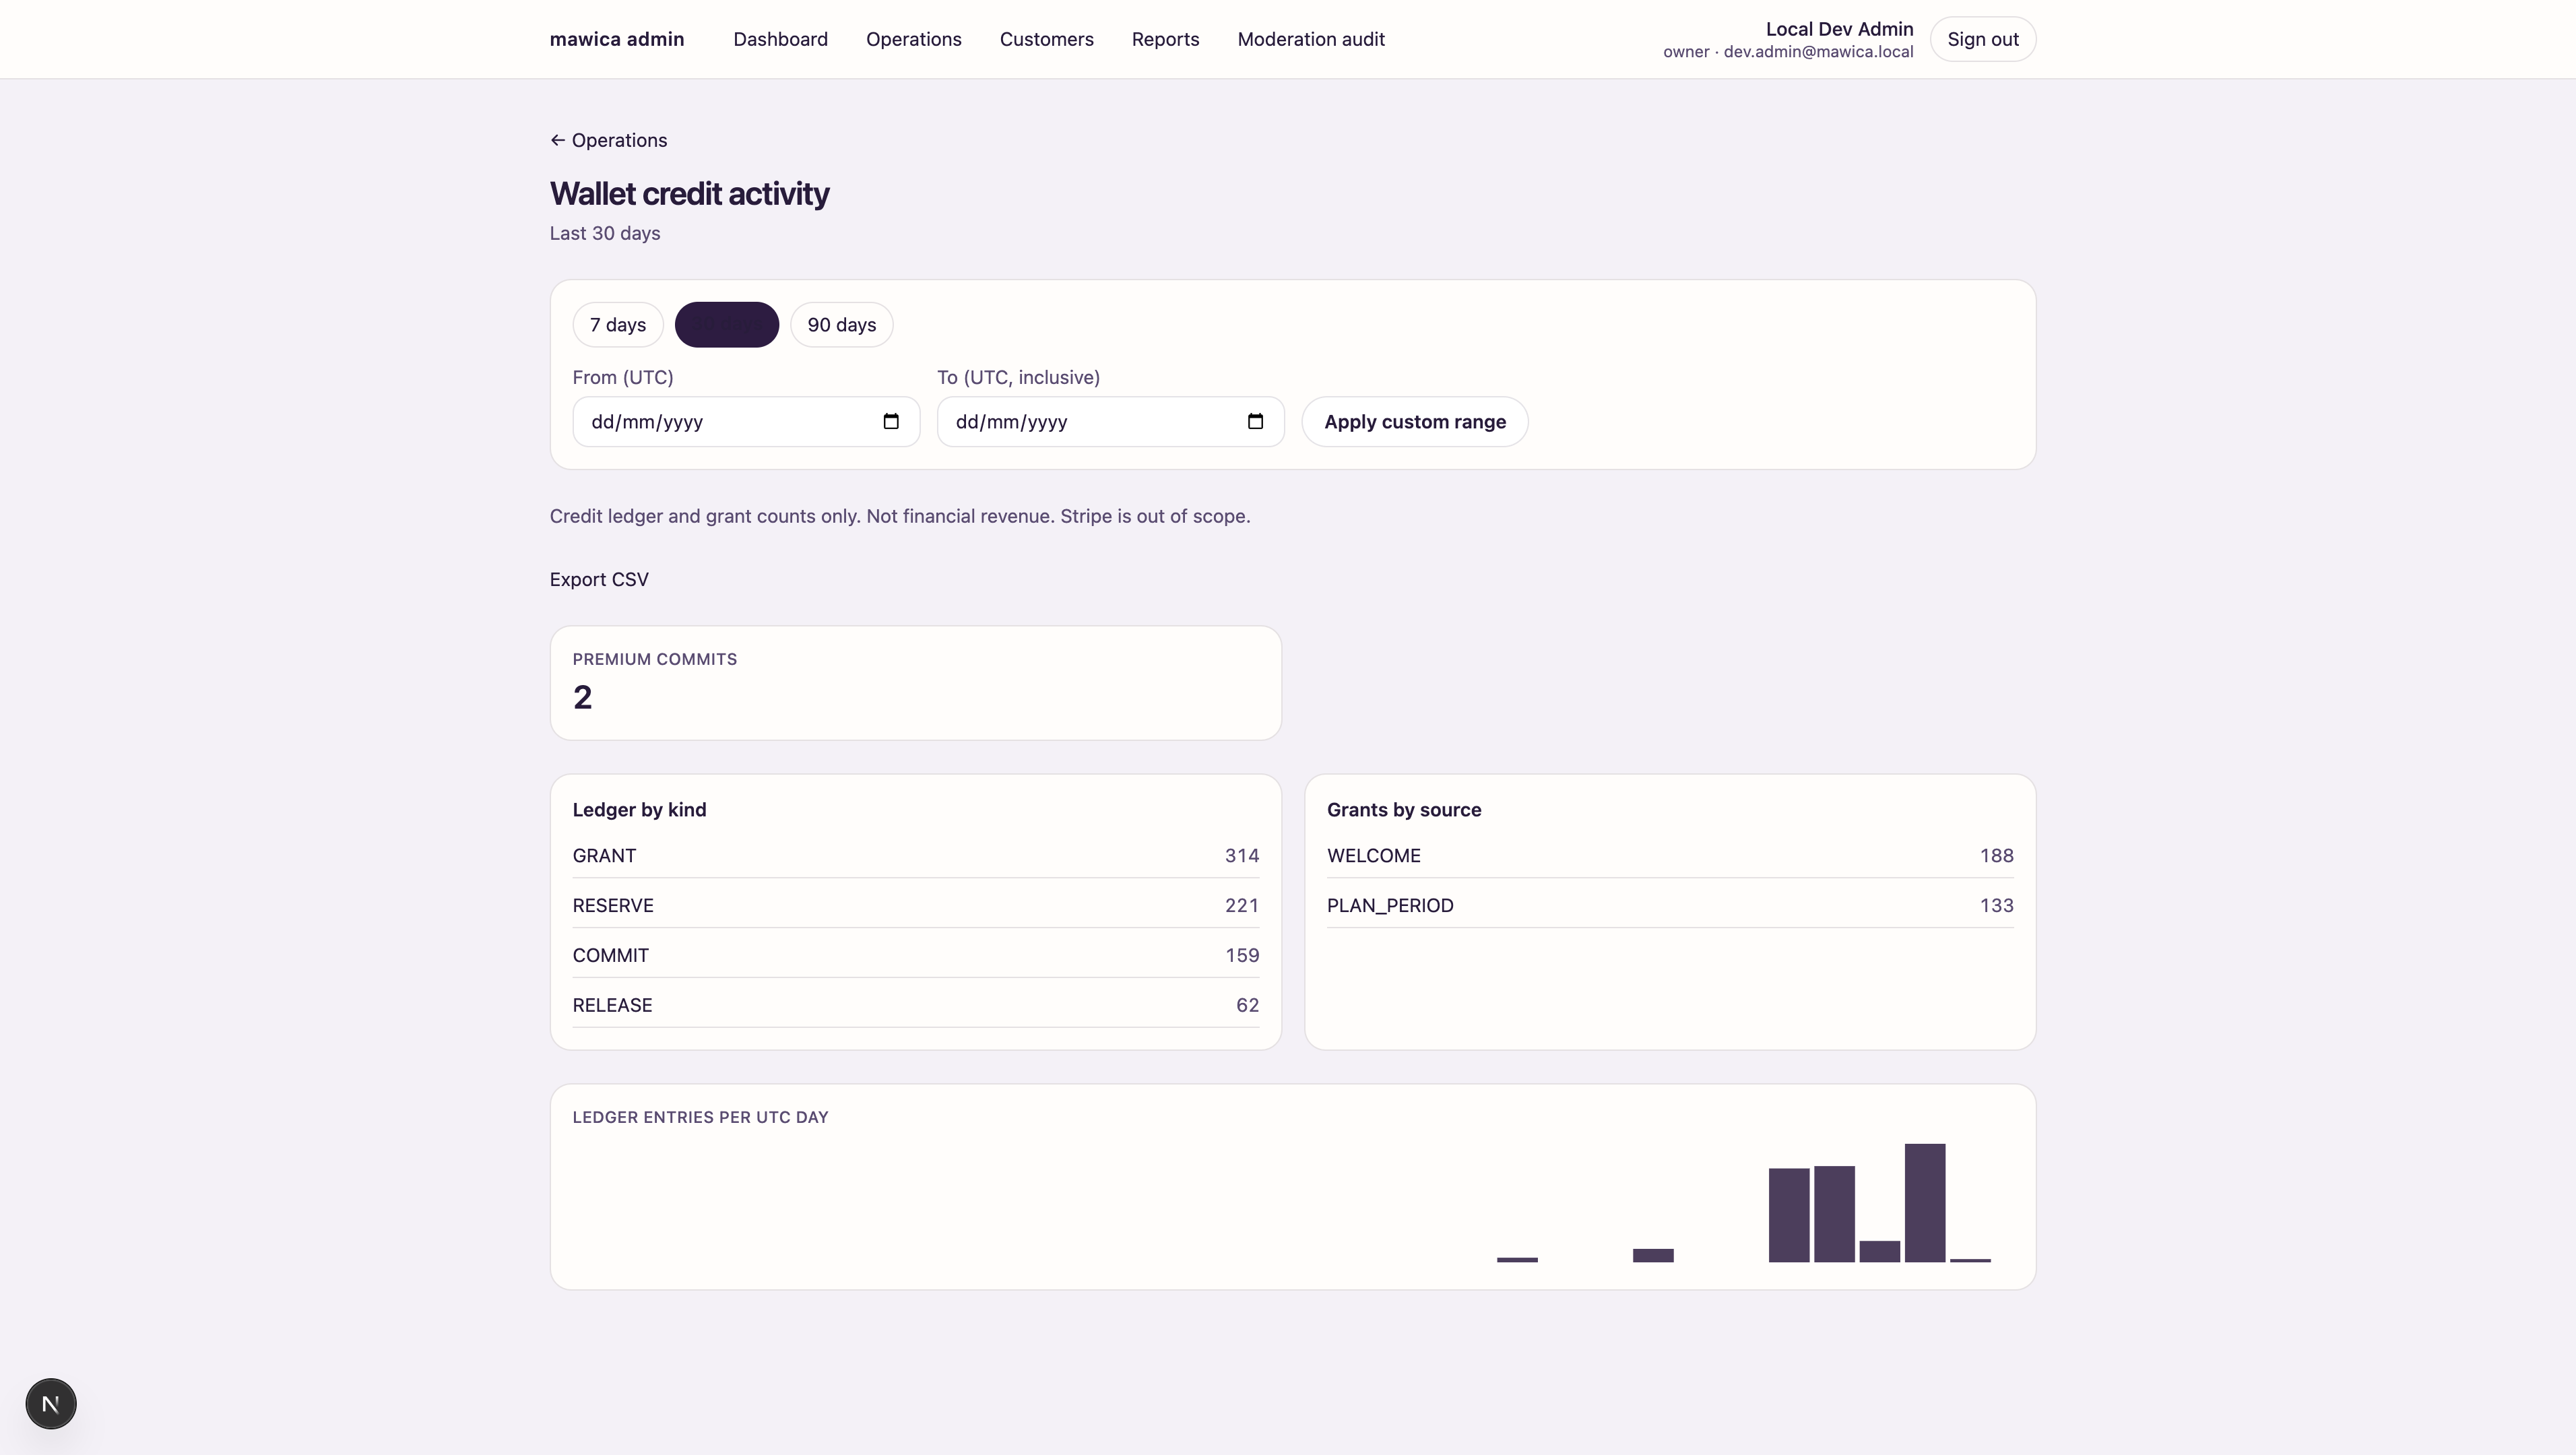 mawica admin Dashboard Operations Customers Reports Moderation audit
Local Dev Admin
owner · dev.admin@mawica.local
Sign out
← Operations
Wallet credit activity
Last 30 days
7 days 90 days
From (UTC) To (UTC, inclusive)
dd/mm/yyyy dd/mm/yyyy Apply custom range
Credit ledger and grant counts only. Not financial revenue. Stripe is out of scope.
Export CSV
PREMIUM COMMITS
2
Ledger by kind
GRANT 314
RESERVE 221
COMMIT 159
RELEASE 62
Grants by source
WELCOME 188
PLAN_PERIOD 133
LEDGER ENTRIES PER UTC DAY
N